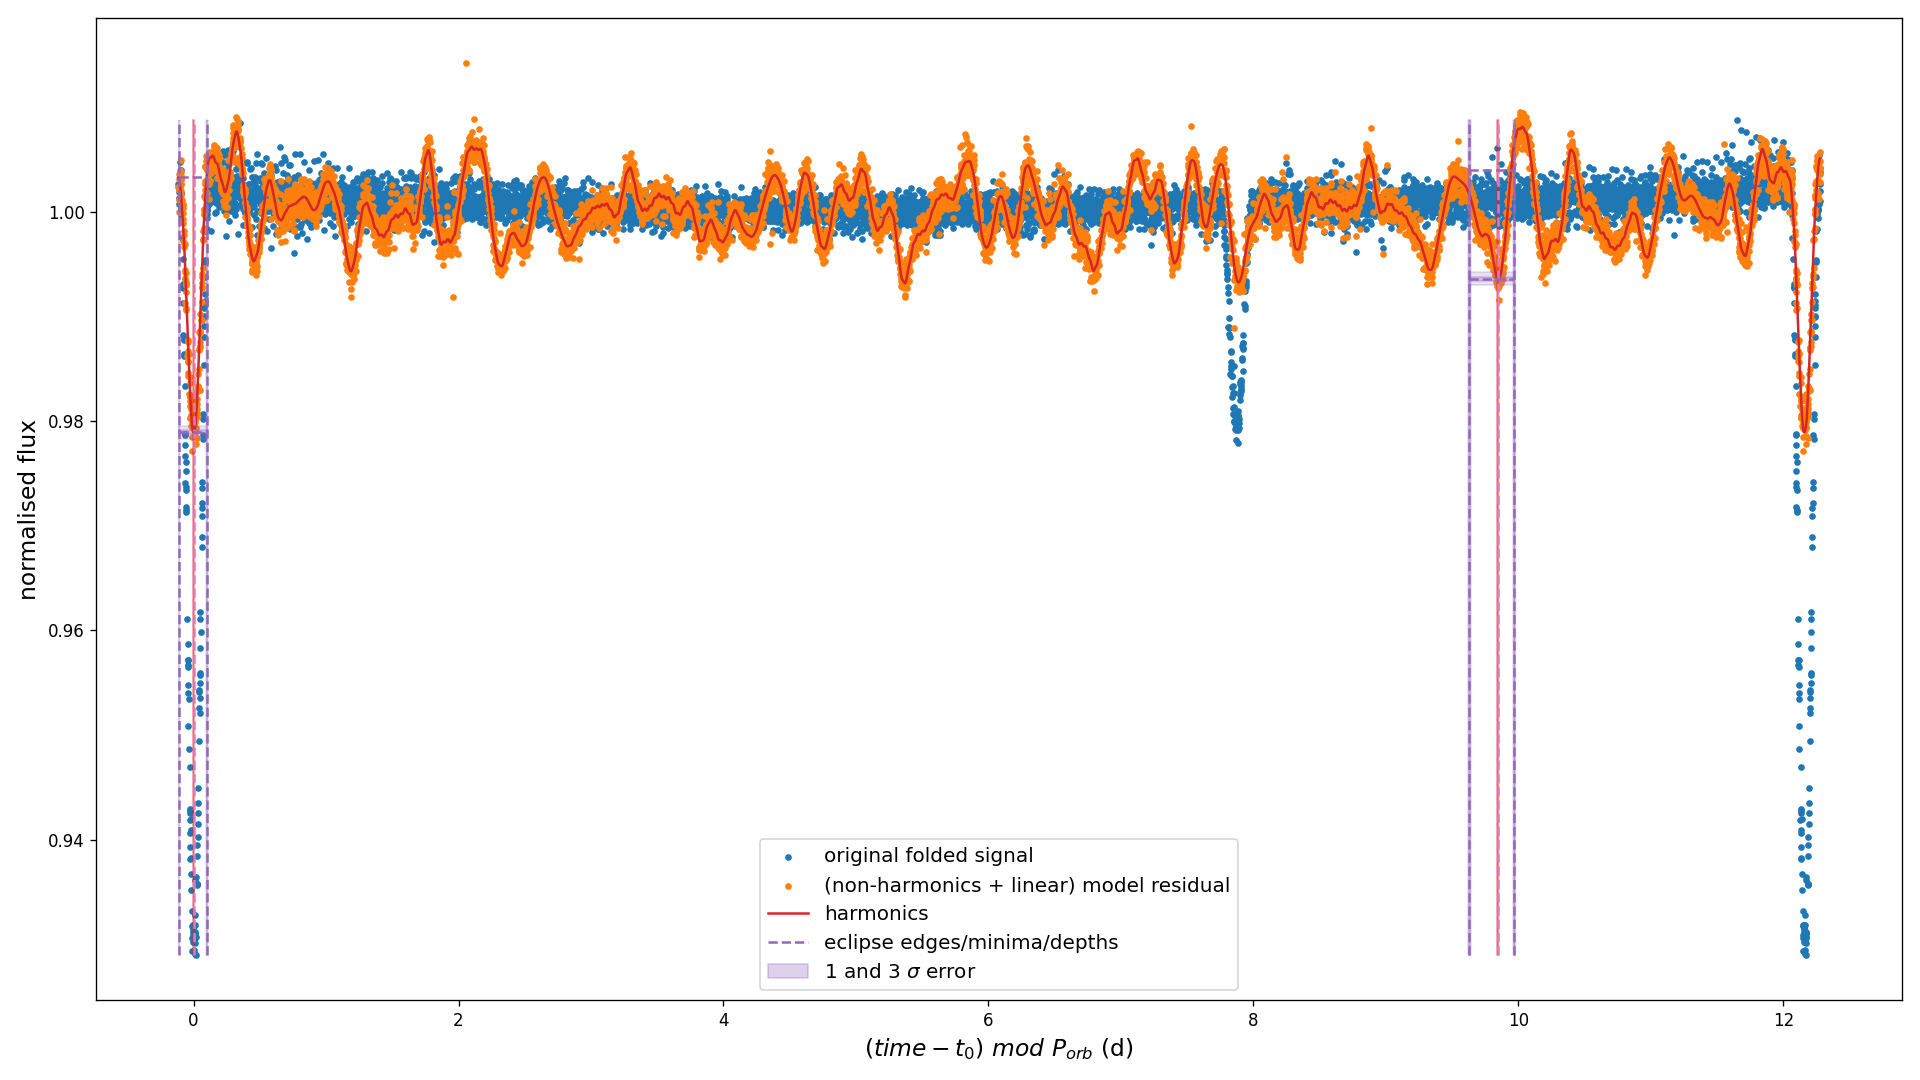 normalised flux
1.00
0.98
0.96
0.94
original folded signal
(non-harmonics + linear) model residual
harmonics
eclipse edges/minima/depths
1 and 3 σ error
0 2 4 6 8 10 12
(time − t₀) mod Pₒᵣb (d)